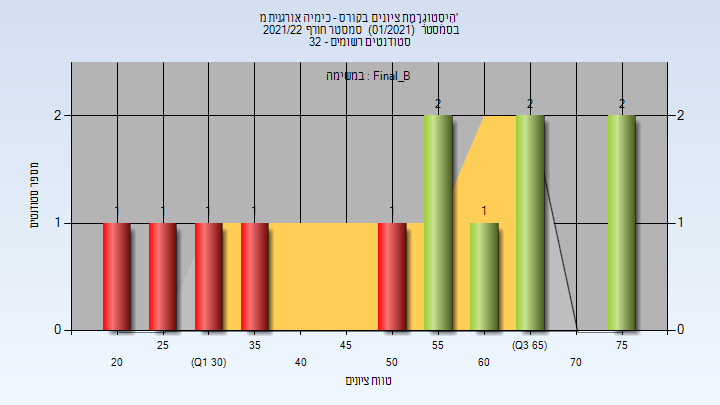 היסטוגרמת ציונים בקורס - כימיה אורגנית מ'
בסמסטר (01/2021) סמסטר חורף 2021/22
סטודנטים רשומים - 32
במשימה : Final_B
מספר סטודנטים
2 2
1 1
0 0
2 2 2
1 1 1 1 1 1
25 35 45 55 (Q3 65) 75
20 (Q1 30) 40 50 60 70
טווח ציונים